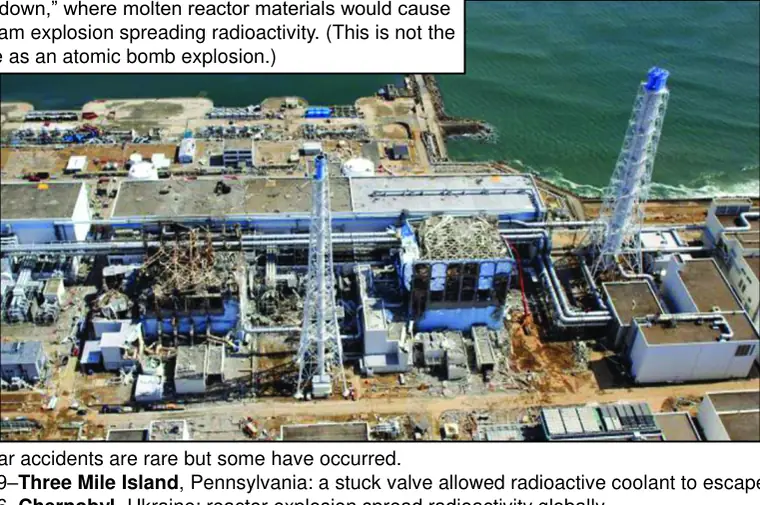 down,” where molten reactor materials would cause
am explosion spreading radioactivity. (This is not the
e as an atomic bomb explosion.)
ar accidents are rare but some have occurred.
9–Three Mile Island, Pennsylvania: a stuck valve allowed radioactive coolant to escape
6–Chernobyl, Ukraine: reactor explosion spread radioactivity globally